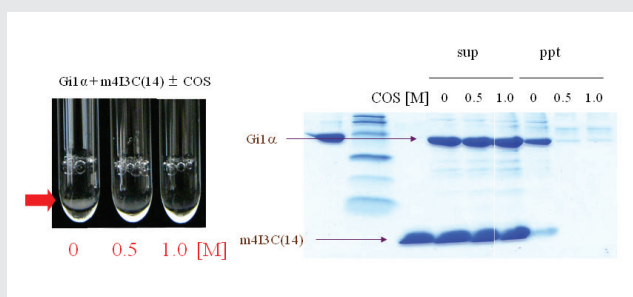 Gi1α+m4I3C(14) ± COS
0 0.5 1.0 [M]
sup ppt
COS [M] 0 0.5 1.0 0 0.5 1.0
Gi1α
m4I3C(14)